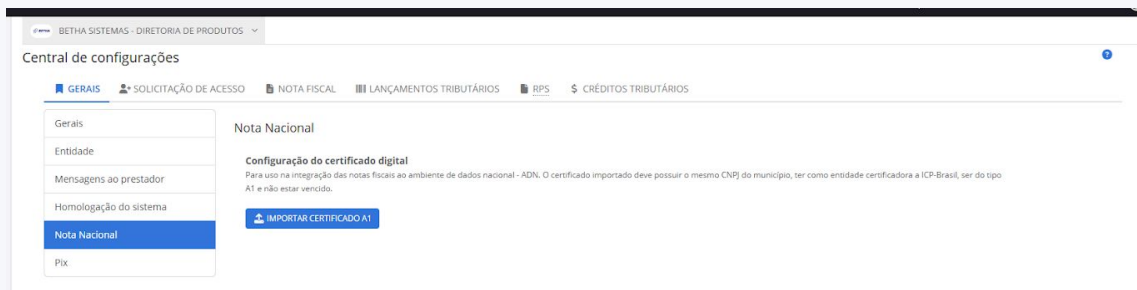 BETHA SISTEMAS - DIRETORIA DE PRODUTOS
Central de configurações
GERAIS SOLICITAÇÃO DE ACESSO NOTA FISCAL LANÇAMENTOS TRIBUTÁRIOS RPS CRÉDITOS TRIBUTÁRIOS
Gerais
Entidade
Mensagens ao prestador
Homologação do sistema
Nota Nacional
Pix
Nota Nacional
Configuração do certificado digital
Para uso na integração das notas fiscais ao ambiente de dados nacional - ADN. O certificado importado deve possuir o mesmo CNPJ do município, ter como entidade certificadora a ICP-Brasil, ser do tipo
A1 e não estar vencido.
IMPORTAR CERTIFICADO A1